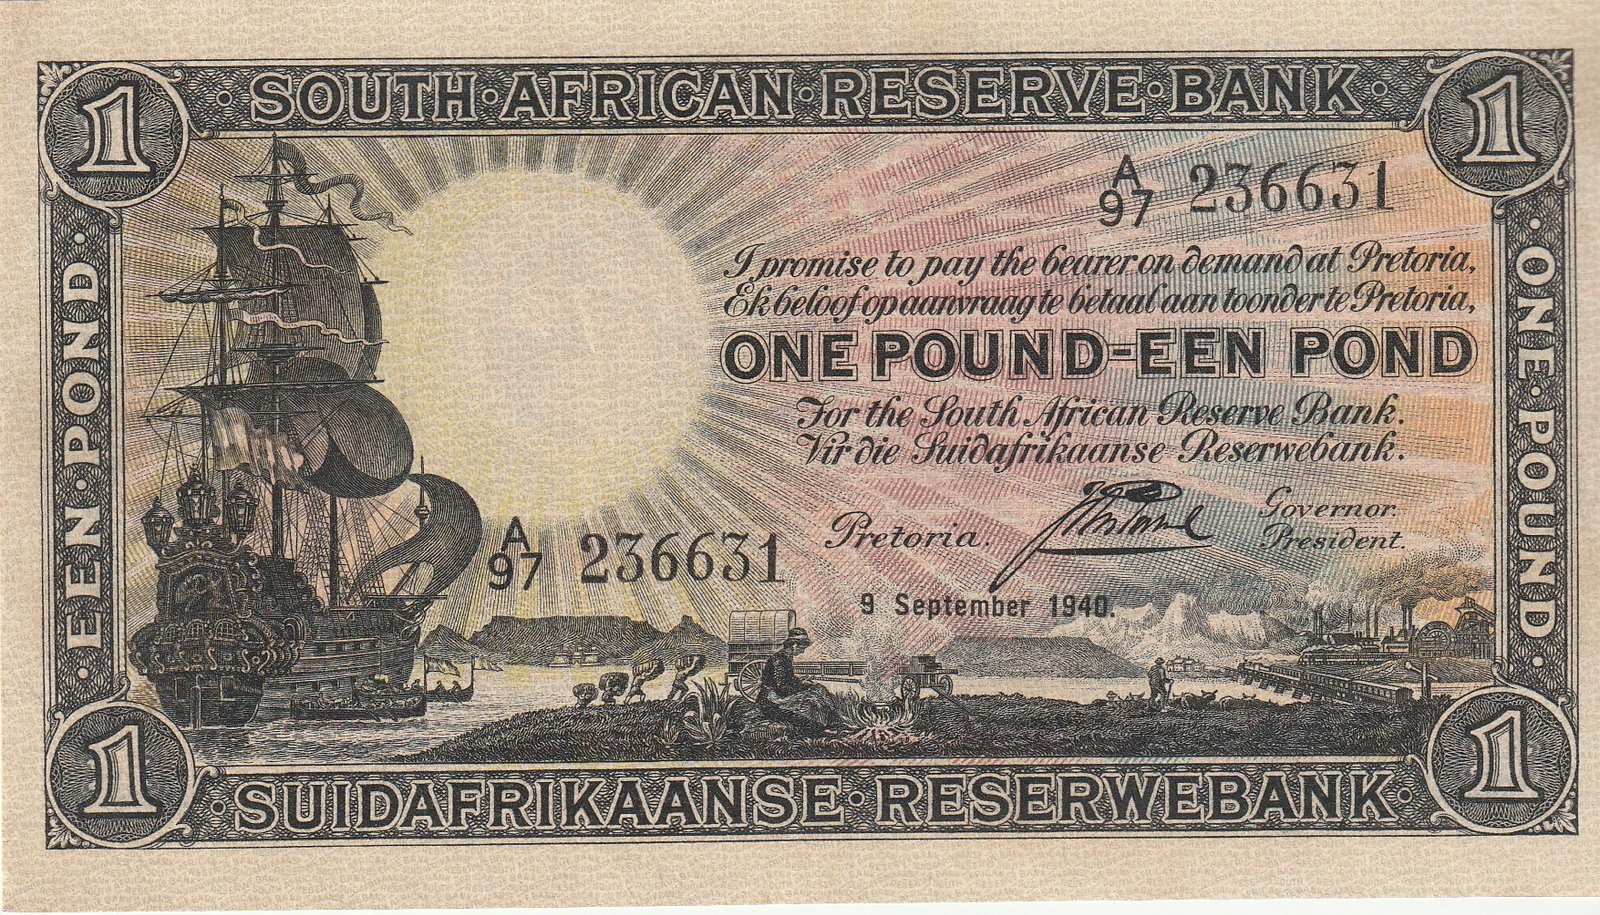 1 SOUTH · AFRICAN · RESERVE · BANK 1
A/97 236631
I promise to pay the bearer on demand at Pretoria,
Ek beloof op aanvraag te betaal aan toonder te Pretoria,
ONE POUND-EEN POND
For the South African Reserve Bank.
Vir die Suidafrikaanse Reserwebank.
Pretoria.
Governor.
President.
A/97 236631
9 September 1940.
EEN · POND
ONE · POUND
1 SUIDAFRIKAANSE · RESERWEBANK 1